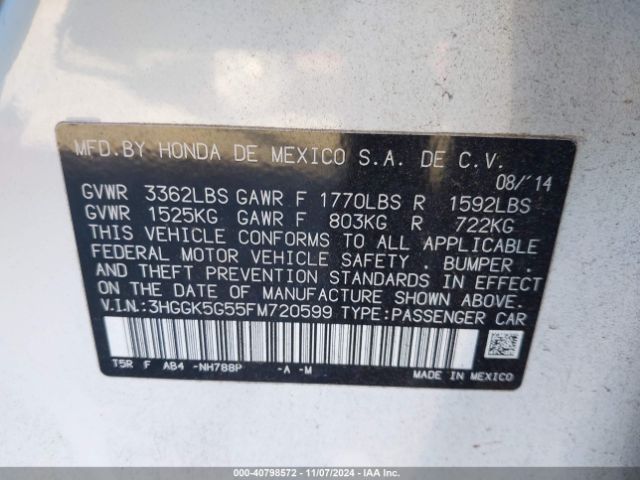 MFD.BY HONDA DE MEXICO S.A. DE C.V.
08/'14
GVWR 3362LBS GAWR F 1770LBS R 1592LBS
GVWR 1525KG GAWR F 803KG R 722KG
THIS VEHICLE CONFORMS TO ALL APPLICABLE
FEDERAL MOTOR VEHICLE SAFETY . BUMPER .
AND THEFT PREVENTION STANDARDS IN EFFECT
ON THE DATE OF MANUFACTURE SHOWN ABOVE.
V.I.N.:3HGGK5G55FM720599 TYPE:PASSENGER CAR
T5R F AB4 -NH788P -A -M
MADE IN MEXICO
000-40798572 — 11/07/2024 — IAA Inc.